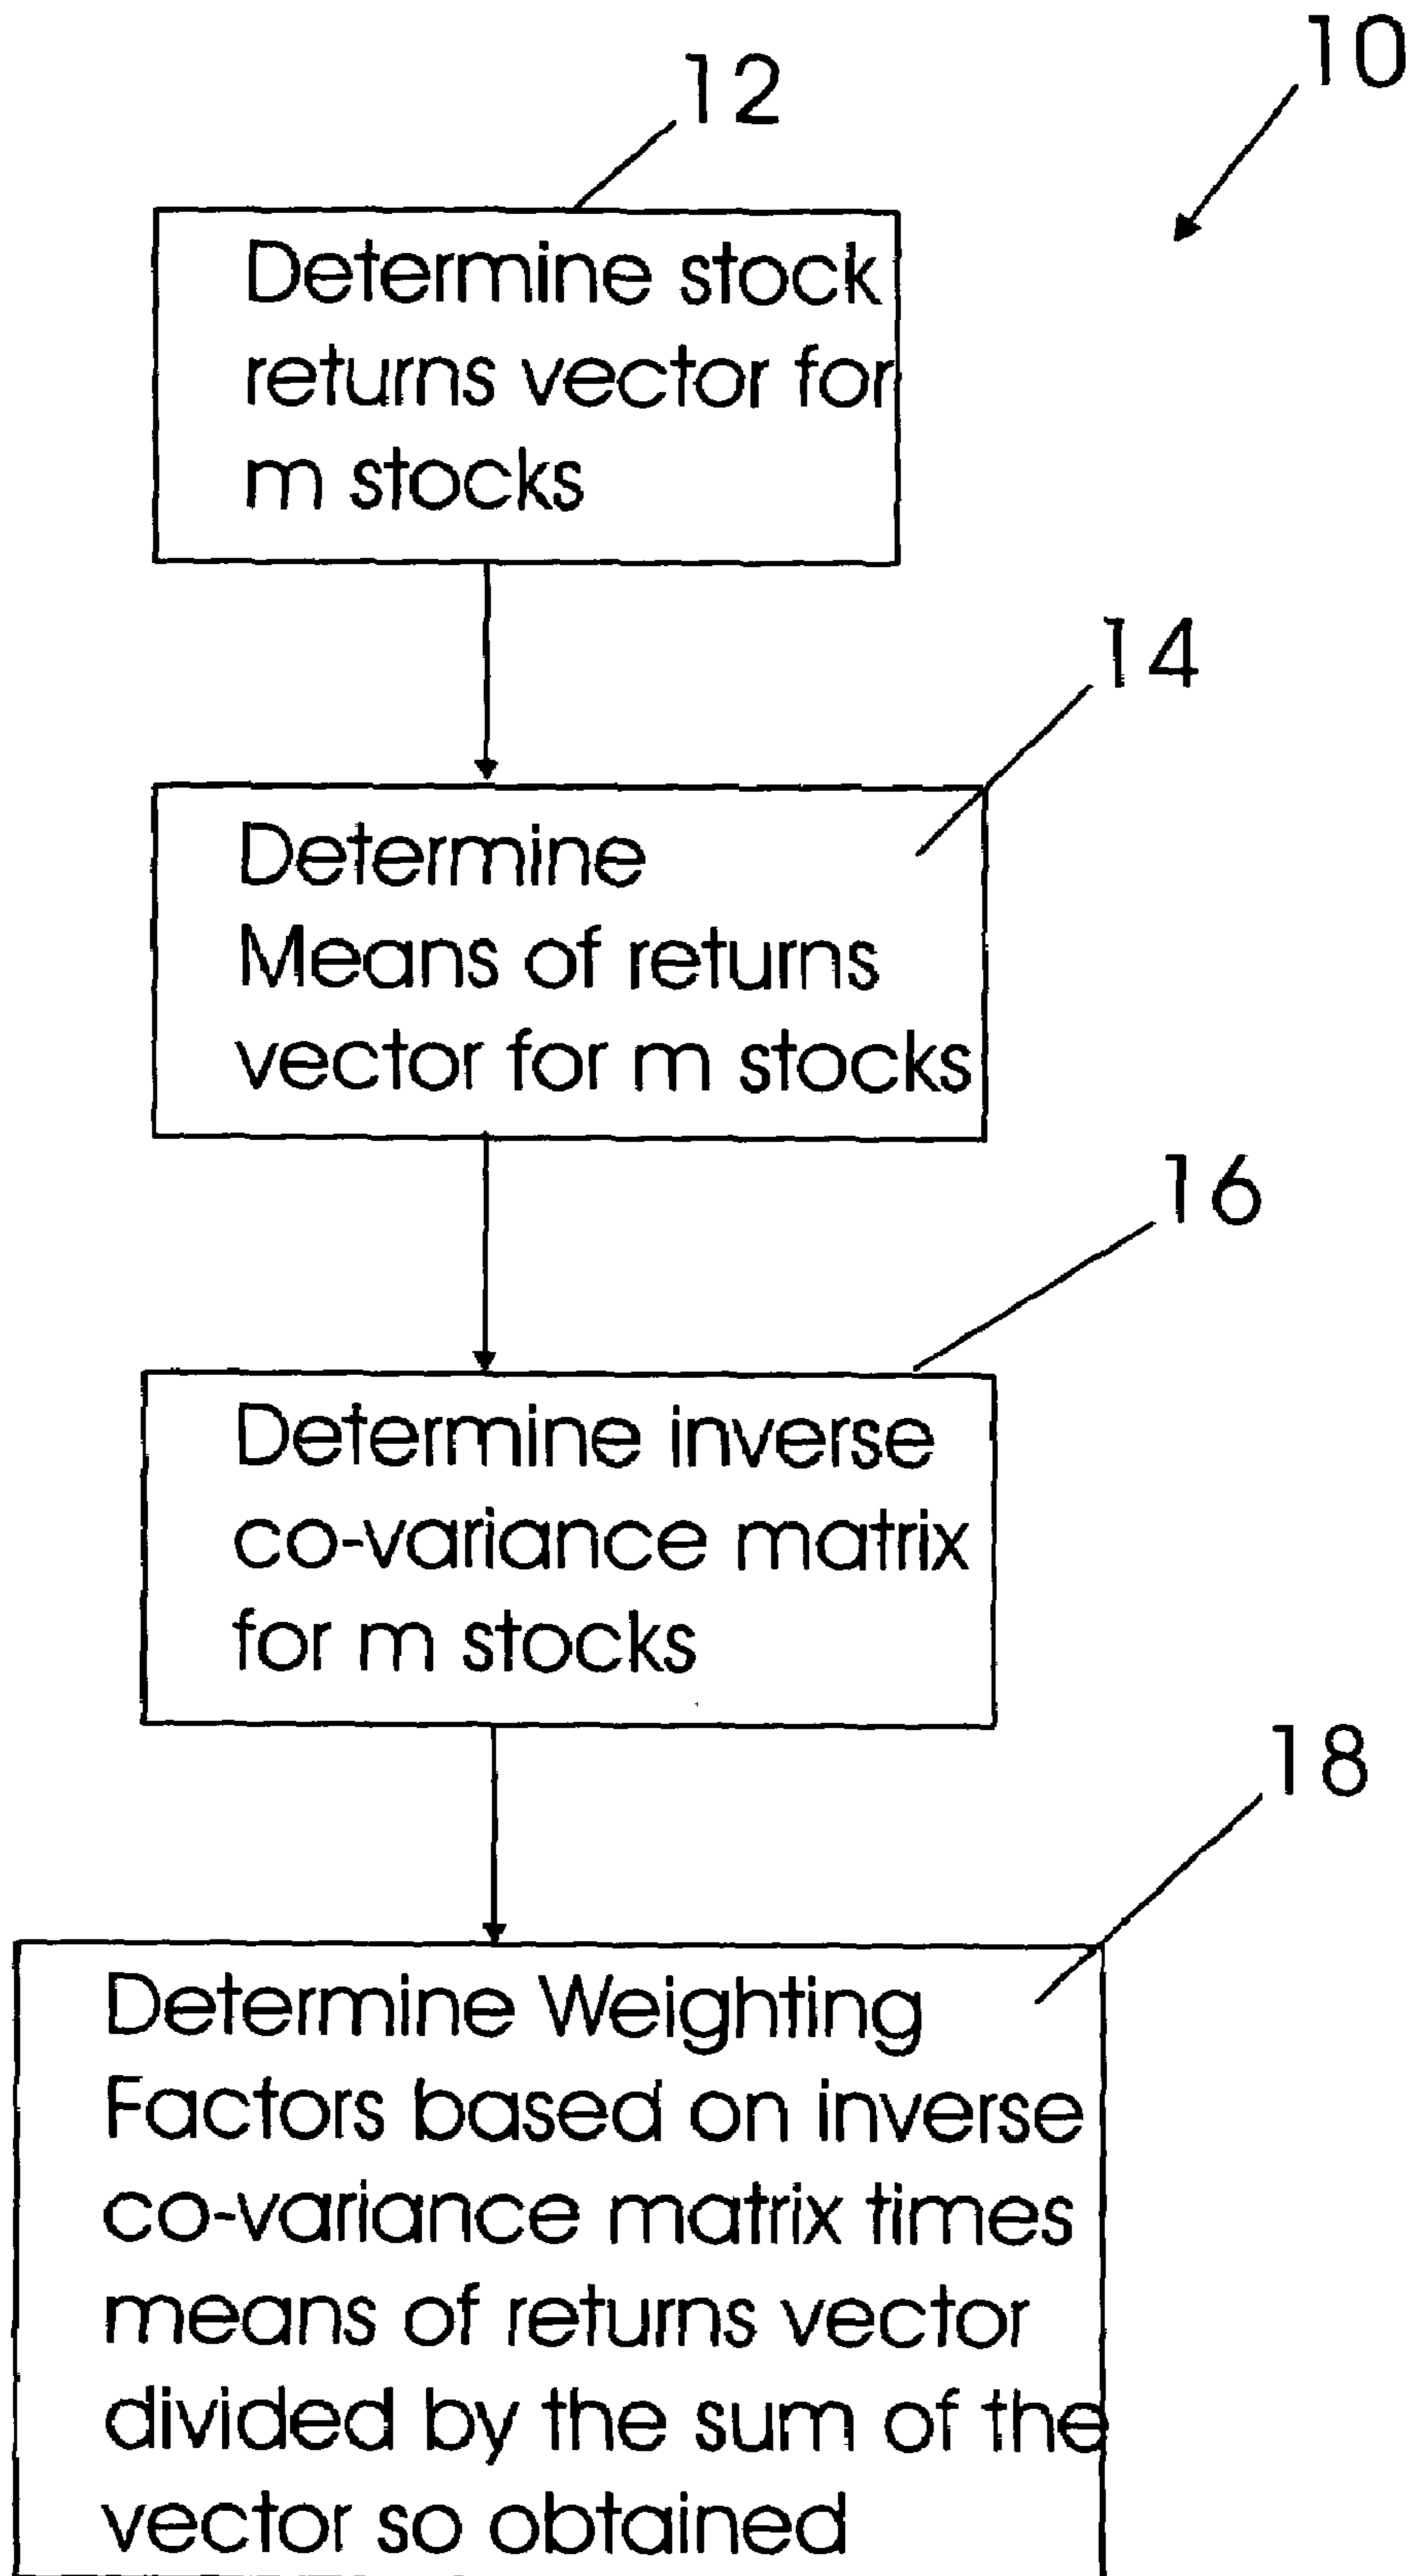 10
12
Determine stock
returns vector for
m stocks
14
Determine
Means of returns
vector for m stocks
16
Determine inverse
co-variance matrix
for m stocks
18
Determine Weighting
Factors based on inverse
co-variance matrix times
means of returns vector
divided by the sum of the
vector so obtained